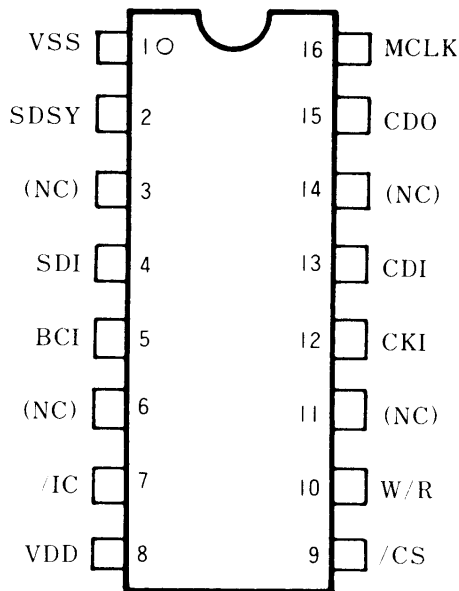 VSS 1 16 MCLK
SDSY 2 15 CDO
(NC) 3 14 (NC)
SDI 4 13 CDI
BCI 5 12 CKI
(NC) 6 11 (NC)
/IC 7 10 W/R
VDD 8 9 /CS